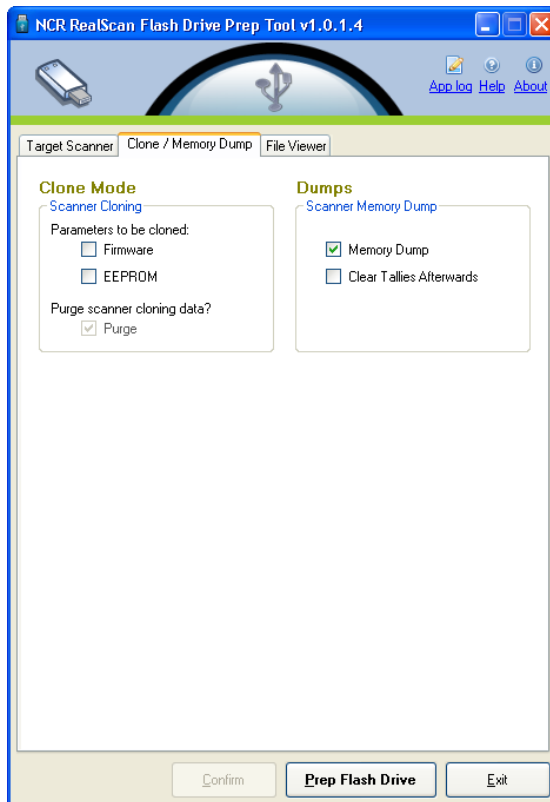 NCR RealScan Flash Drive Prep Tool v1.0.1.4
App log Help About
Target Scanner Clone / Memory Dump File Viewer
Clone Mode
Scanner Cloning
Parameters to be cloned:
Firmware
EEPROM
Purge scanner cloning data?
Purge
Dumps
Scanner Memory Dump
Memory Dump
Clear Tallies Afterwards
Confirm Prep Flash Drive Exit